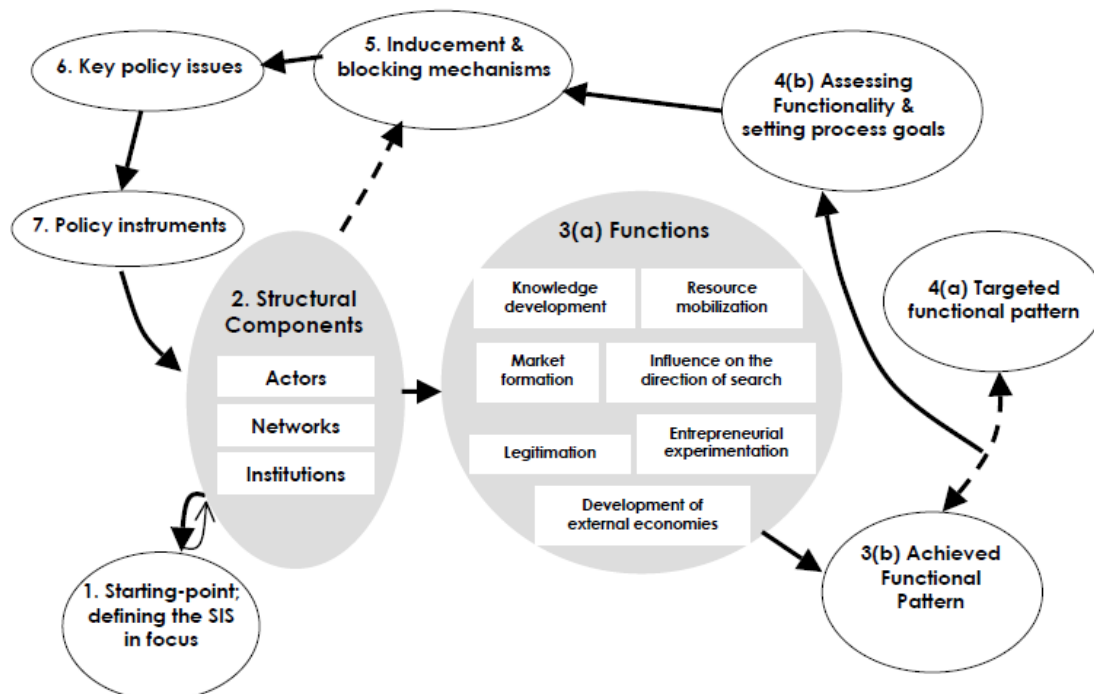 5. Inducement &
blocking mechanisms
6. Key policy issues
4(b) Assessing
Functionality &
setting process goals
7. Policy instruments
3(a) Functions
2. Structural
Components
Knowledge
development
Resource
mobilization
4(a) Targeted
functional pattern
Market
formation
Influence on the
direction of search
Actors
Networks
Entrepreneurial
experimentation
Legitimation
Institutions
Development of
external economies
3(b) Achieved
Functional
Pattern
1. Starting-point;
defining the SIS
in focus